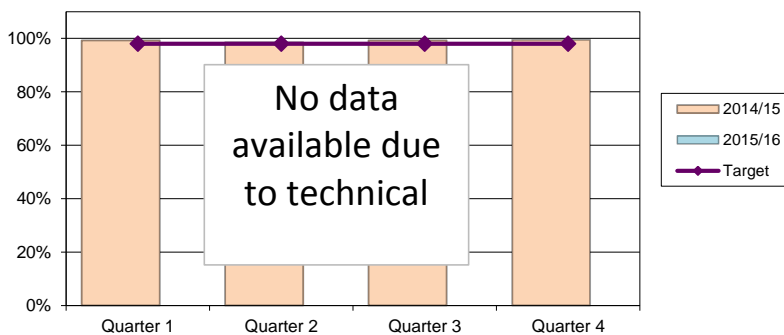 100%
80%
60%
40%
20%
0%
No data
available due
to technical
Quarter 1 Quarter 2 Quarter 3 Quarter 4
2014/15
2015/16
Target